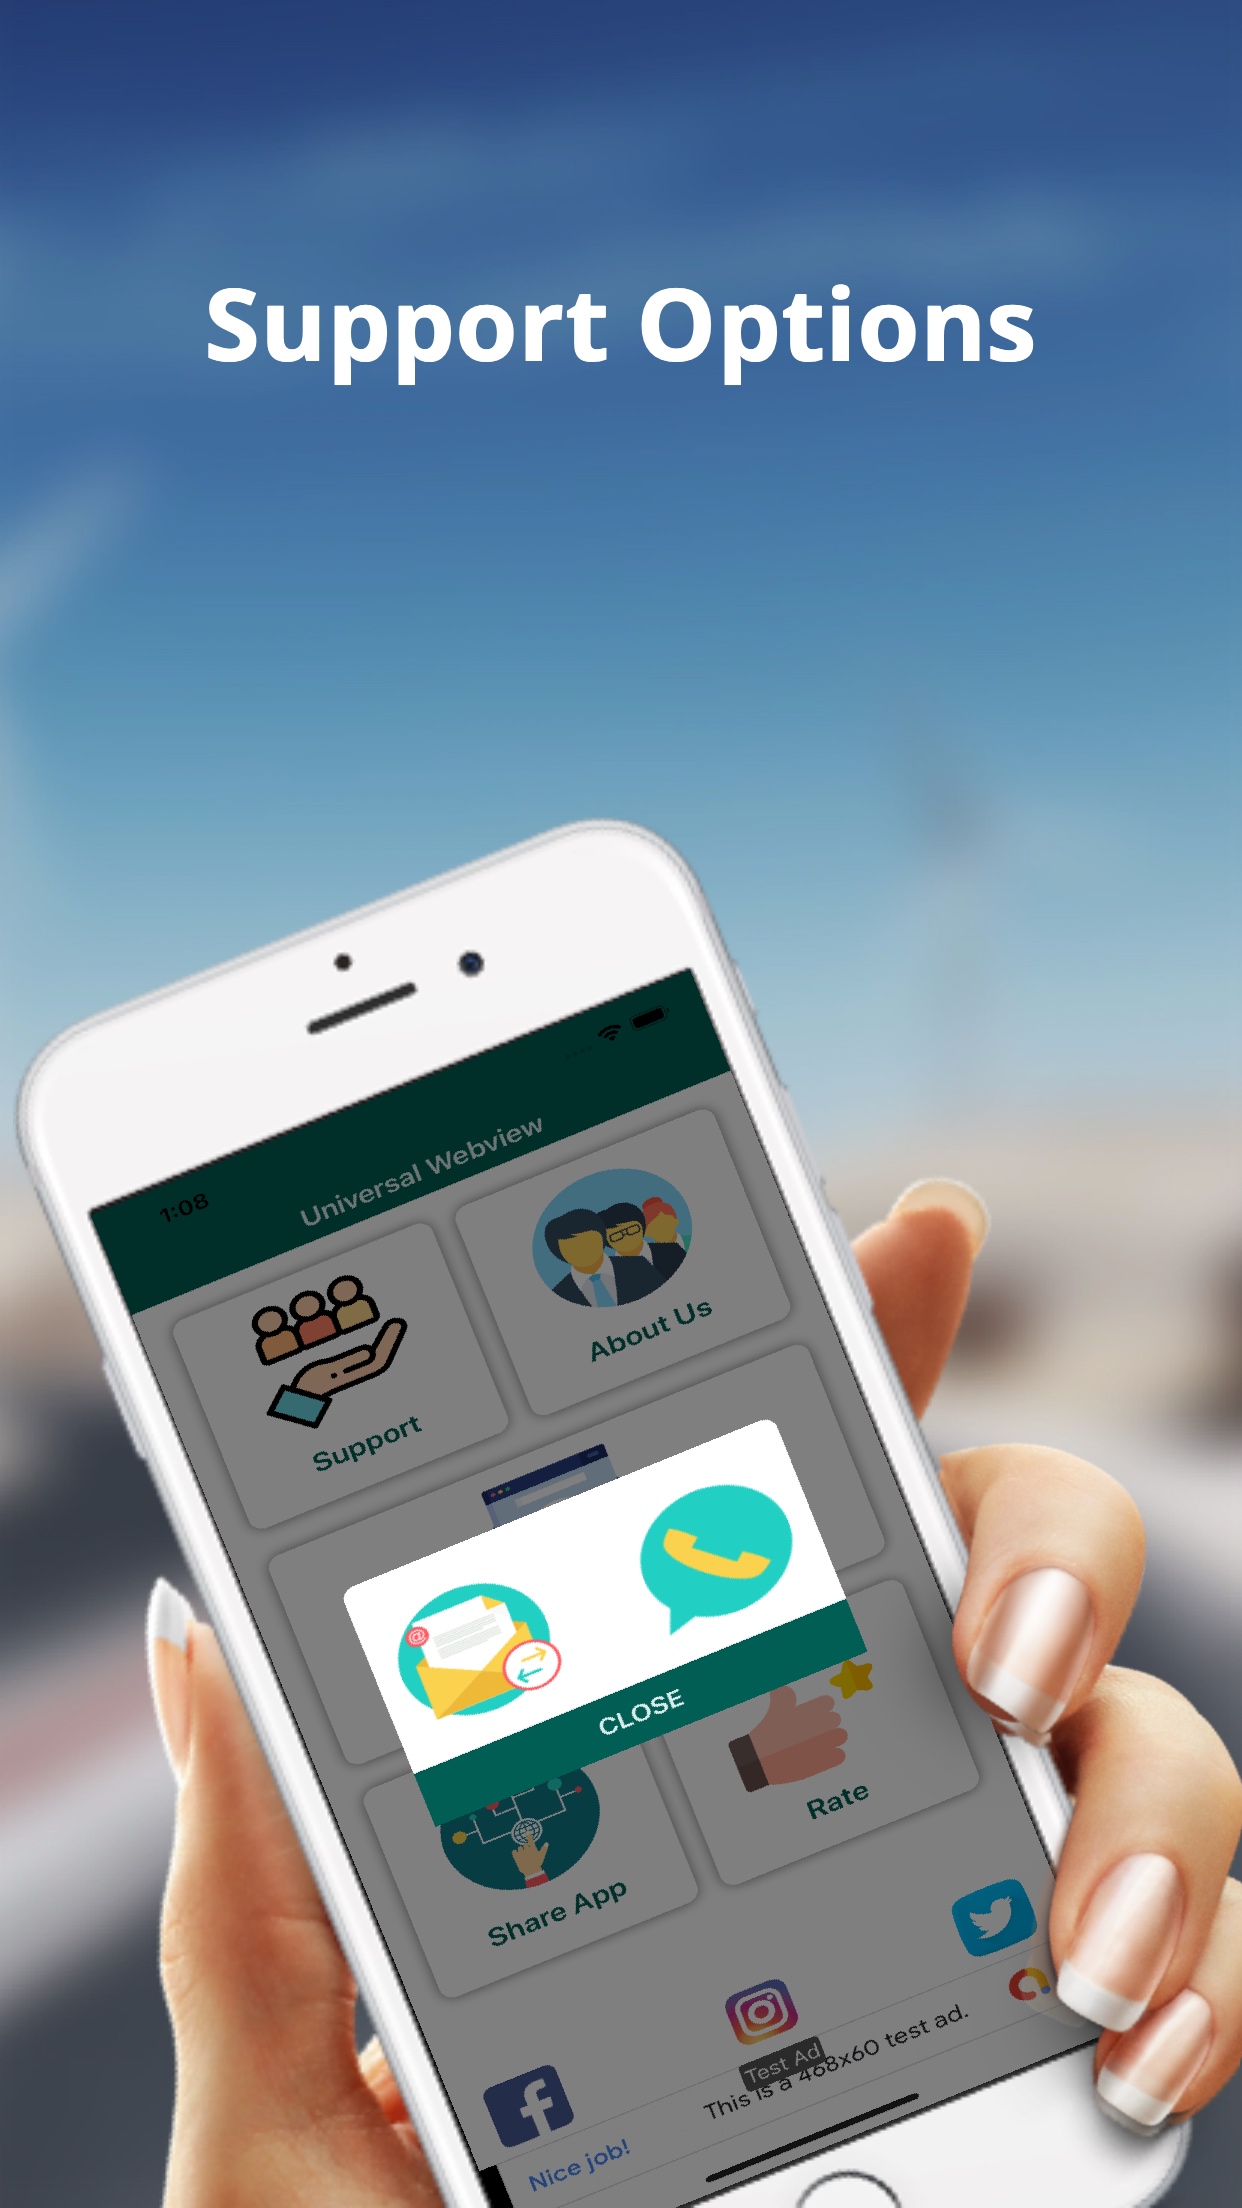 Support Options
1:08
Universal Webview
Support
About Us
@
CLOSE
Share App
Rate
Test Ad
This is a 468x60 test ad.
Nice job!